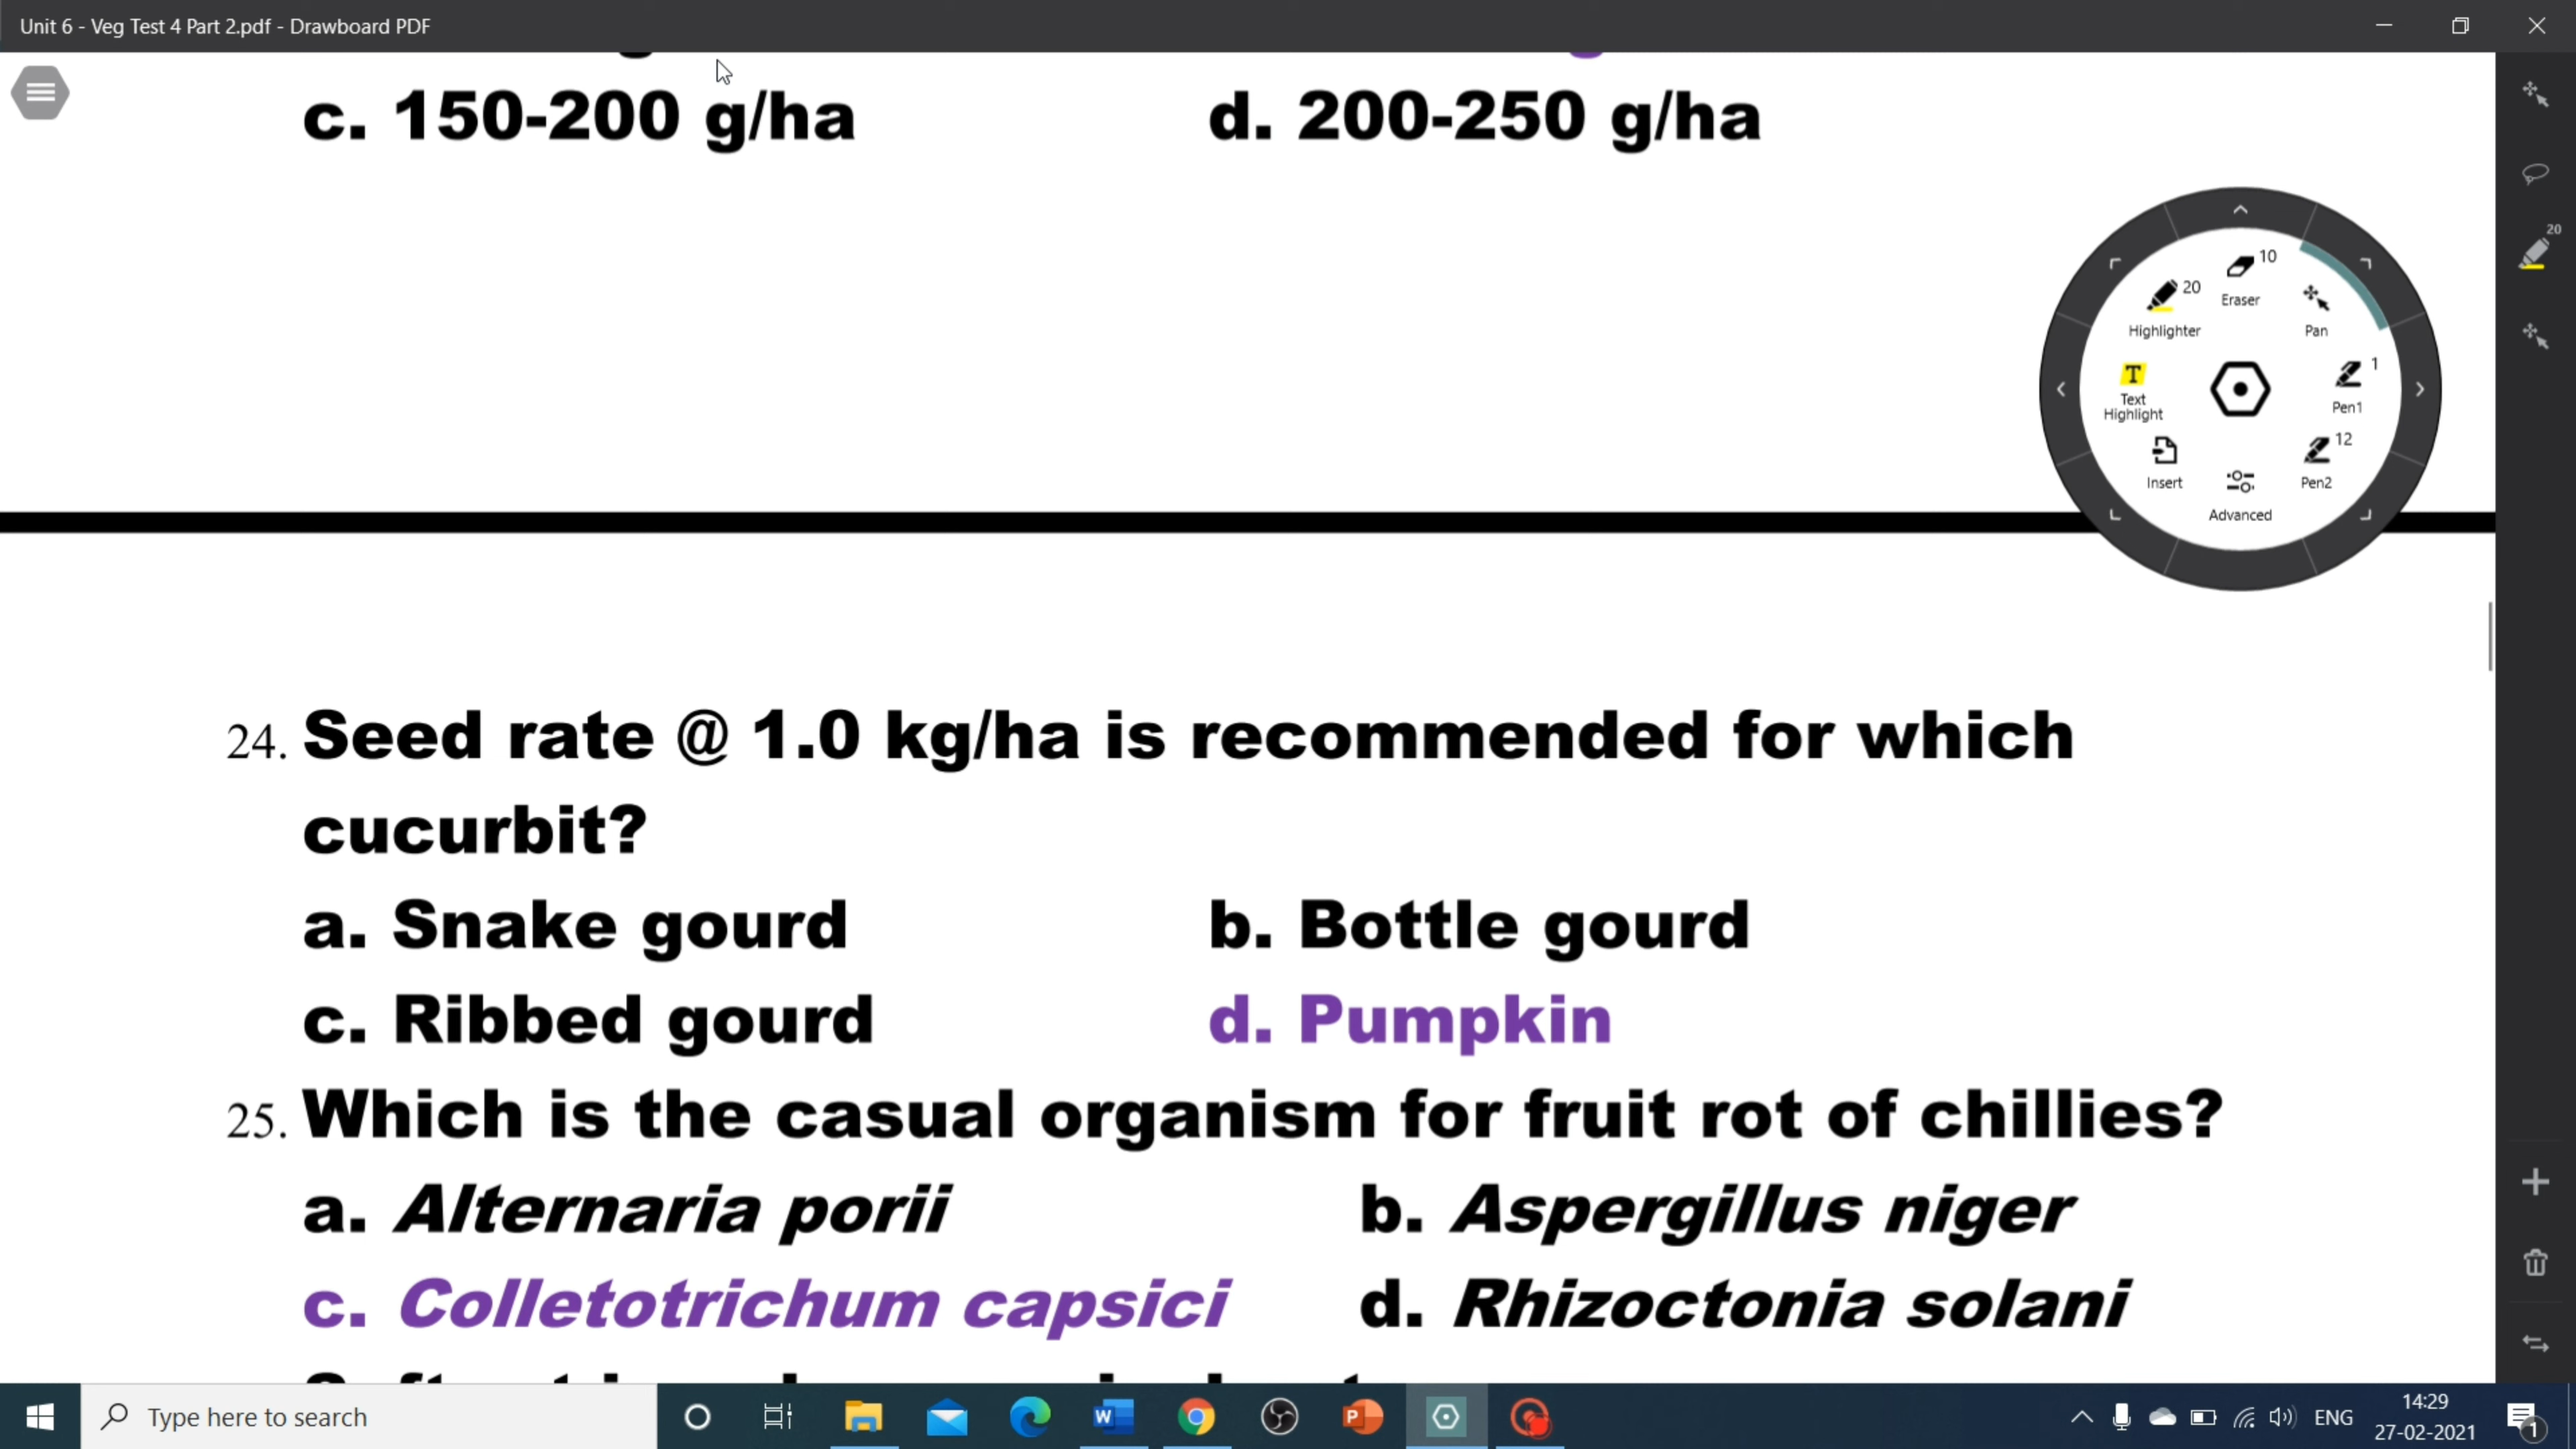 Unit 6 - Veg Test 4 Part 2.pdf - Drawboard PDF
c. 150-200 g/ha d. 200-250 g/ha
20
10
Eraser
20
Highlighter
Pan
T
Text
Highlight
1
Pen1
Insert
12
Pen2
Advanced
24. Seed rate @ 1.0 kg/ha is recommended for which
cucurbit?
a. Snake gourd b. Bottle gourd
c. Ribbed gourd d. Pumpkin
25. Which is the casual organism for fruit rot of chillies?
a. Alternaria porii b. Aspergillus niger
c. Colletotrichum capsici d. Rhizoctonia solani
Type here to search
W
P
ENG
14:29
27-02-2021
1